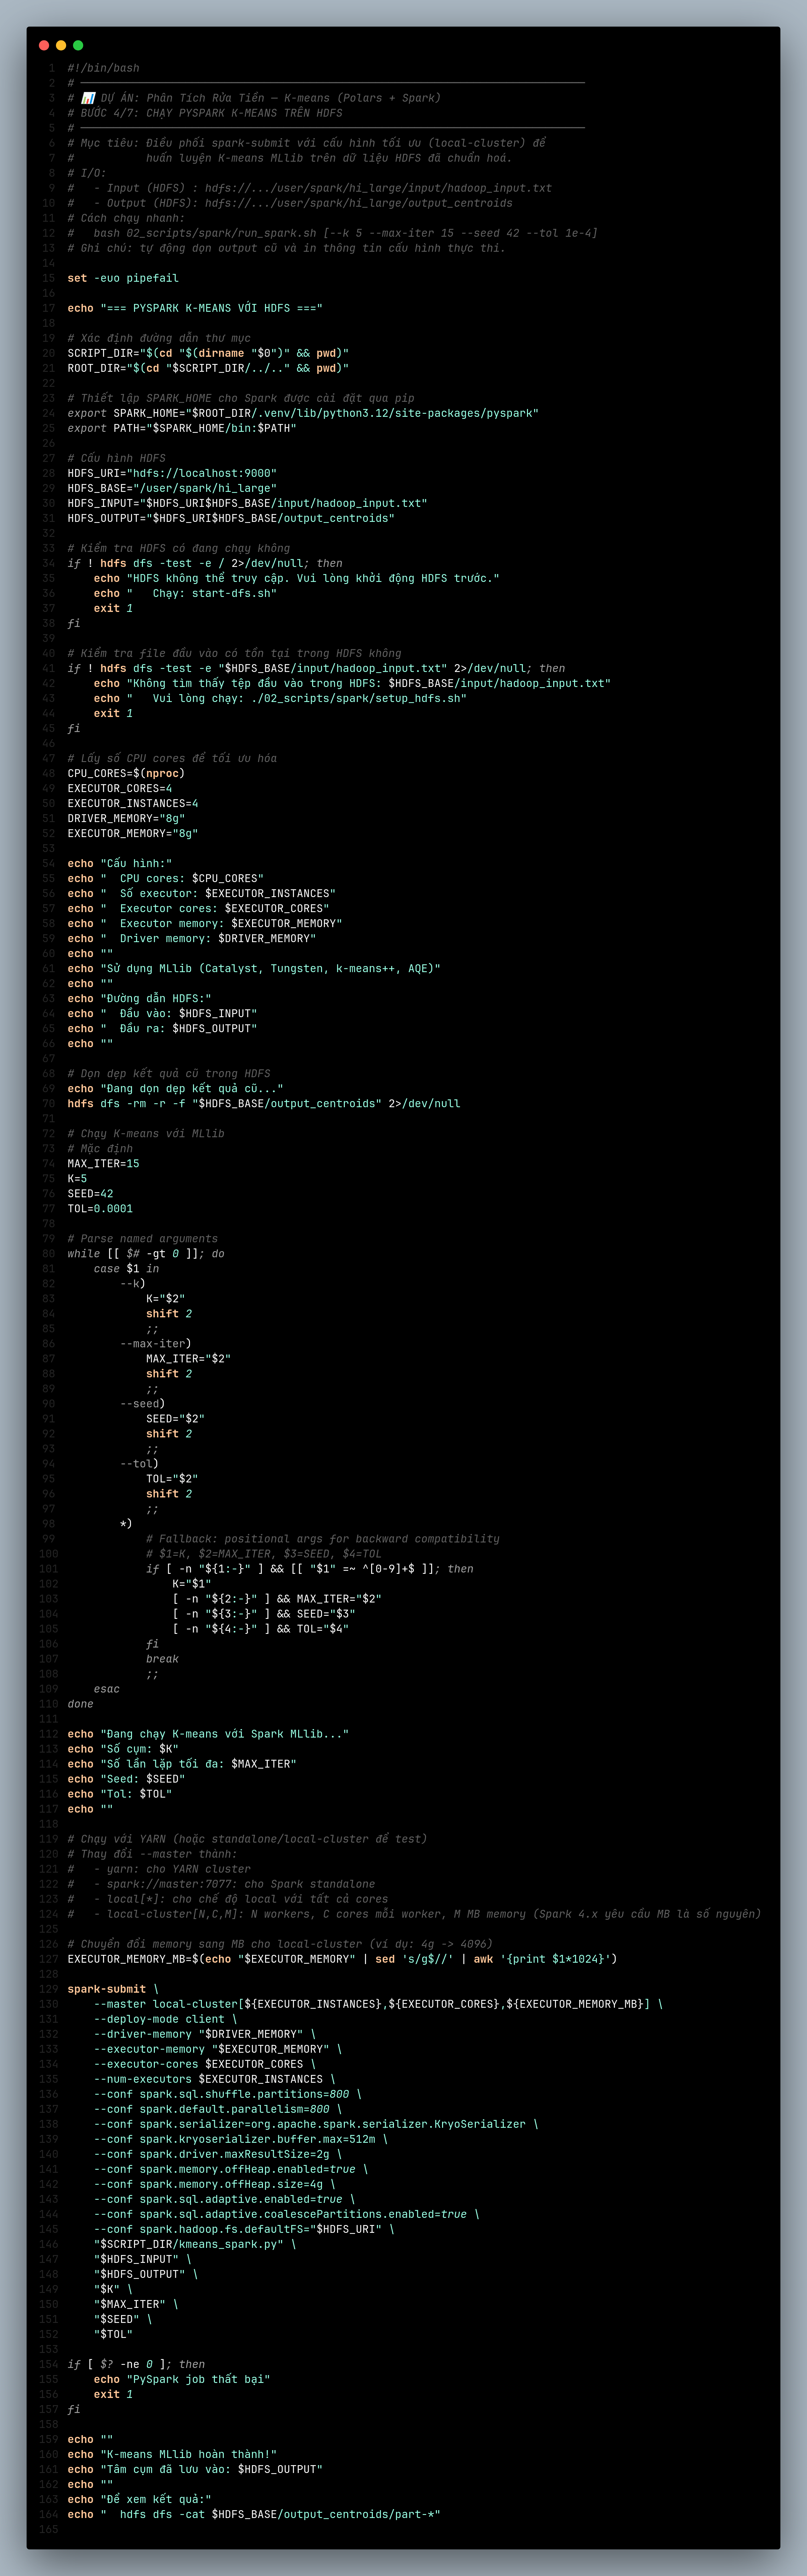 1 #!/bin/bash
2 # ─────────────────────────────────────────────────────────────────────────────
3 # 📊 DỰ ÁN: Phân Tích Rửa Tiền — K-means (Polars + Spark)
4 # BƯỚC 4/7: CHẠY PYSPARK K-MEANS TRÊN HDFS
5 # ─────────────────────────────────────────────────────────────────────────────
6 # Mục tiêu: Điều phối spark-submit với cấu hình tối ưu (local-cluster) để
7 #           huấn luyện K-means MLlib trên dữ liệu HDFS đã chuẩn hoá.
8 # I/O:
9 #   - Input (HDFS) : hdfs://.../user/spark/hi_large/input/hadoop_input.txt
10 #   - Output (HDFS): hdfs://.../user/spark/hi_large/output_centroids
11 # Cách chạy nhanh:
12 #   bash 02_scripts/spark/run_spark.sh [--k 5 --max-iter 15 --seed 42 --tol 1e-4]
13 # Ghi chú: tự động dọn output cũ và in thông tin cấu hình thực thi.
14
15 set -euo pipefail
16
17 echo "=== PYSPARK K-MEANS VỚI HDFS ==="
18
19 # Xác định đường dẫn thư mục
20 SCRIPT_DIR="$(cd "$(dirname "$0")" && pwd)"
21 ROOT_DIR="$(cd "$SCRIPT_DIR/../.." && pwd)"
22
23 # Thiết lập SPARK_HOME cho Spark được cài đặt qua pip
24 export SPARK_HOME="$ROOT_DIR/.venv/lib/python3.12/site-packages/pyspark"
25 export PATH="$SPARK_HOME/bin:$PATH"
26
27 # Cấu hình HDFS
28 HDFS_URI="hdfs://localhost:9000"
29 HDFS_BASE="/user/spark/hi_large"
30 HDFS_INPUT="$HDFS_URI$HDFS_BASE/input/hadoop_input.txt"
31 HDFS_OUTPUT="$HDFS_URI$HDFS_BASE/output_centroids"
32
33 # Kiểm tra HDFS có đang chạy không
34 if ! hdfs dfs -test -e / 2>/dev/null; then
35     echo "HDFS không thể truy cập. Vui lòng khởi động HDFS trước."
36     echo "   Chạy: start-dfs.sh"
37     exit 1
38 fi
39
40 # Kiểm tra file đầu vào có tồn tại trong HDFS không
41 if ! hdfs dfs -test -e "$HDFS_BASE/input/hadoop_input.txt" 2>/dev/null; then
42     echo "Không tìm thấy tệp đầu vào trong HDFS: $HDFS_BASE/input/hadoop_input.txt"
43     echo "   Vui lòng chạy: ./02_scripts/spark/setup_hdfs.sh"
44     exit 1
45 fi
46
47 # Lấy số CPU cores để tối ưu hóa
48 CPU_CORES=$(nproc)
49 EXECUTOR_CORES=4
50 EXECUTOR_INSTANCES=4
51 DRIVER_MEMORY="8g"
52 EXECUTOR_MEMORY="8g"
53
54 echo "Cấu hình:"
55 echo "  CPU cores: $CPU_CORES"
56 echo "  Số executor: $EXECUTOR_INSTANCES"
57 echo "  Executor cores: $EXECUTOR_CORES"
58 echo "  Executor memory: $EXECUTOR_MEMORY"
59 echo "  Driver memory: $DRIVER_MEMORY"
60 echo ""
61 echo "Sử dụng MLlib (Catalyst, Tungsten, k-means++, AQE)"
62 echo ""
63 echo "Đường dẫn HDFS:"
64 echo "  Đầu vào: $HDFS_INPUT"
65 echo "  Đầu ra: $HDFS_OUTPUT"
66 echo ""
67
68 # Dọn dẹp kết quả cũ trong HDFS
69 echo "Đang dọn dẹp kết quả cũ..."
70 hdfs dfs -rm -r -f "$HDFS_BASE/output_centroids" 2>/dev/null
71
72 # Chạy K-means với MLlib
73 # Mặc định
74 MAX_ITER=15
75 K=5
76 SEED=42
77 TOL=0.0001
78
79 # Parse named arguments
80 while [[ $# -gt 0 ]]; do
81     case $1 in
82         --k)
83             K="$2"
84             shift 2
85             ;;
86         --max-iter)
87             MAX_ITER="$2"
88             shift 2
89             ;;
90         --seed)
91             SEED="$2"
92             shift 2
93             ;;
94         --tol)
95             TOL="$2"
96             shift 2
97             ;;
98         *)
99             # Fallback: positional args for backward compatibility
100             # $1=K, $2=MAX_ITER, $3=SEED, $4=TOL
101             if [ -n "${1:-}" ] && [[ "$1" =~ ^[0-9]+$ ]]; then
102                 K="$1"
103                 [ -n "${2:-}" ] && MAX_ITER="$2"
104                 [ -n "${3:-}" ] && SEED="$3"
105                 [ -n "${4:-}" ] && TOL="$4"
106             fi
107             break
108             ;;
109     esac
110 done
111
112 echo "Đang chạy K-means với Spark MLlib..."
113 echo "Số cụm: $K"
114 echo "Số lần lặp tối đa: $MAX_ITER"
115 echo "Seed: $SEED"
116 echo "Tol: $TOL"
117 echo ""
118
119 # Chạy với YARN (hoặc standalone/local-cluster để test)
120 # Thay đổi --master thành:
121 #   - yarn: cho YARN cluster
122 #   - spark://master:7077: cho Spark standalone
123 #   - local[*]: cho chế độ local với tất cả cores
124 #   - local-cluster[N,C,M]: N workers, C cores mỗi worker, M MB memory (Spark 4.x yêu cầu MB là số nguyên)
125
126 # Chuyển đổi memory sang MB cho local-cluster (ví dụ: 4g -> 4096)
127 EXECUTOR_MEMORY_MB=$(echo "$EXECUTOR_MEMORY" | sed 's/g$//' | awk '{print $1*1024}')
128
129 spark-submit \
130     --master local-cluster[${EXECUTOR_INSTANCES},${EXECUTOR_CORES},${EXECUTOR_MEMORY_MB}] \
131     --deploy-mode client \
132     --driver-memory "$DRIVER_MEMORY" \
133     --executor-memory "$EXECUTOR_MEMORY" \
134     --executor-cores $EXECUTOR_CORES \
135     --num-executors $EXECUTOR_INSTANCES \
136     --conf spark.sql.shuffle.partitions=800 \
137     --conf spark.default.parallelism=800 \
138     --conf spark.serializer=org.apache.spark.serializer.KryoSerializer \
139     --conf spark.kryoserializer.buffer.max=512m \
140     --conf spark.driver.maxResultSize=2g \
141     --conf spark.memory.offHeap.enabled=true \
142     --conf spark.memory.offHeap.size=4g \
143     --conf spark.sql.adaptive.enabled=true \
144     --conf spark.sql.adaptive.coalescePartitions.enabled=true \
145     --conf spark.hadoop.fs.defaultFS="$HDFS_URI" \
146     "$SCRIPT_DIR/kmeans_spark.py" \
147     "$HDFS_INPUT" \
148     "$HDFS_OUTPUT" \
149     "$K" \
150     "$MAX_ITER" \
151     "$SEED" \
152     "$TOL"
153
154 if [ $? -ne 0 ]; then
155     echo "PySpark job thất bại"
156     exit 1
157 fi
158
159 echo ""
160 echo "K-means MLlib hoàn thành!"
161 echo "Tâm cụm đã lưu vào: $HDFS_OUTPUT"
162 echo ""
163 echo "Để xem kết quả:"
164 echo "  hdfs dfs -cat $HDFS_BASE/output_centroids/part-*"
165